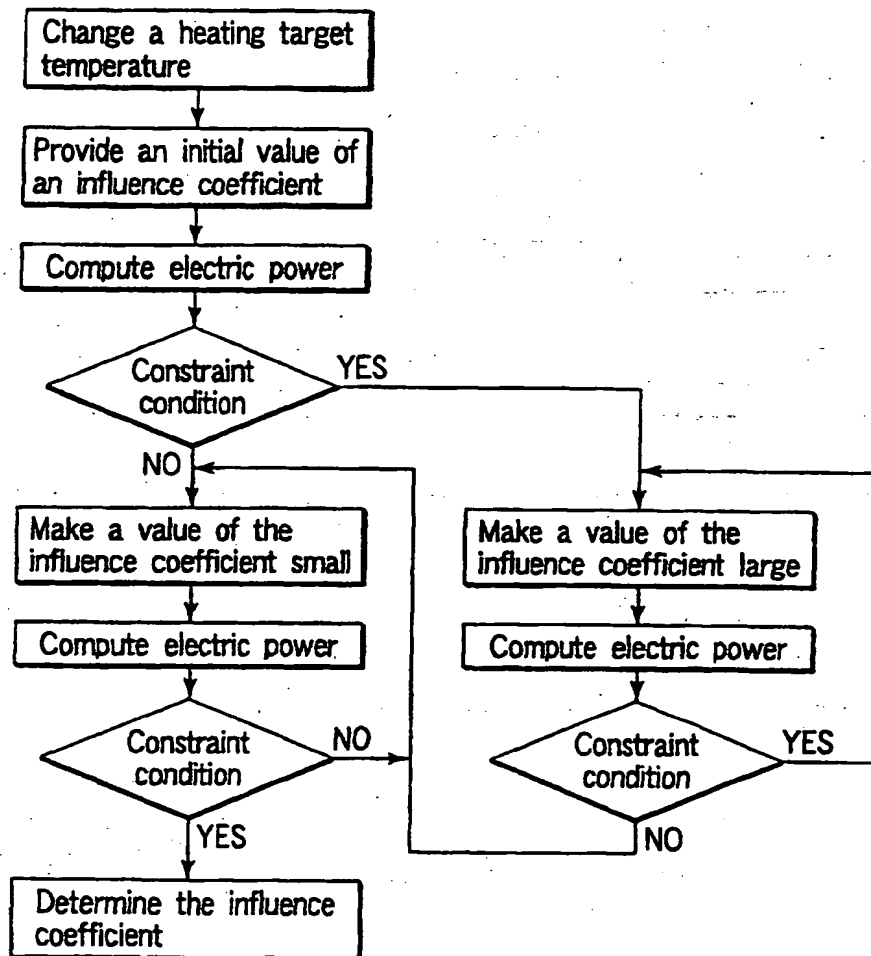 Change a heating target
temperature
Provide an initial value of
an influence coefficient
Compute electric power
Constraint
condition
YES
NO
Make a value of the
influence coefficient small
Compute electric power
Constraint
condition
NO
YES
Determine the influence
coefficient
Make a value of the
influence coefficient large
Compute electric power
Constraint
condition
YES
NO